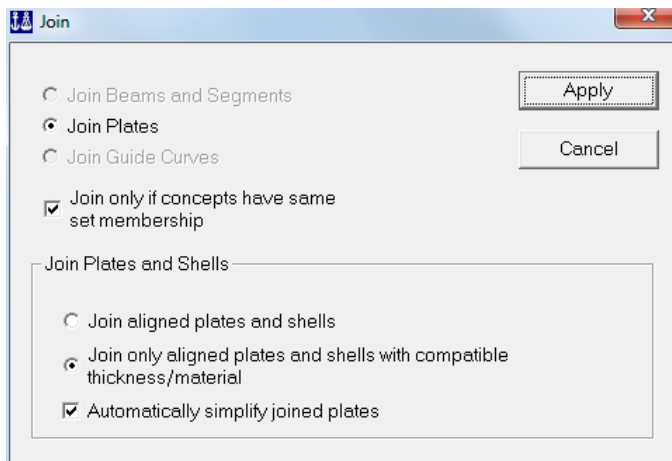 Join
Join Beams and Segments
Apply
Join Plates
Join Guide Curves
Cancel
Join only if concepts have same
set membership
Join Plates and Shells
Join aligned plates and shells
Join only aligned plates and shells with compatible
thickness/material
Automatically simplify joined plates